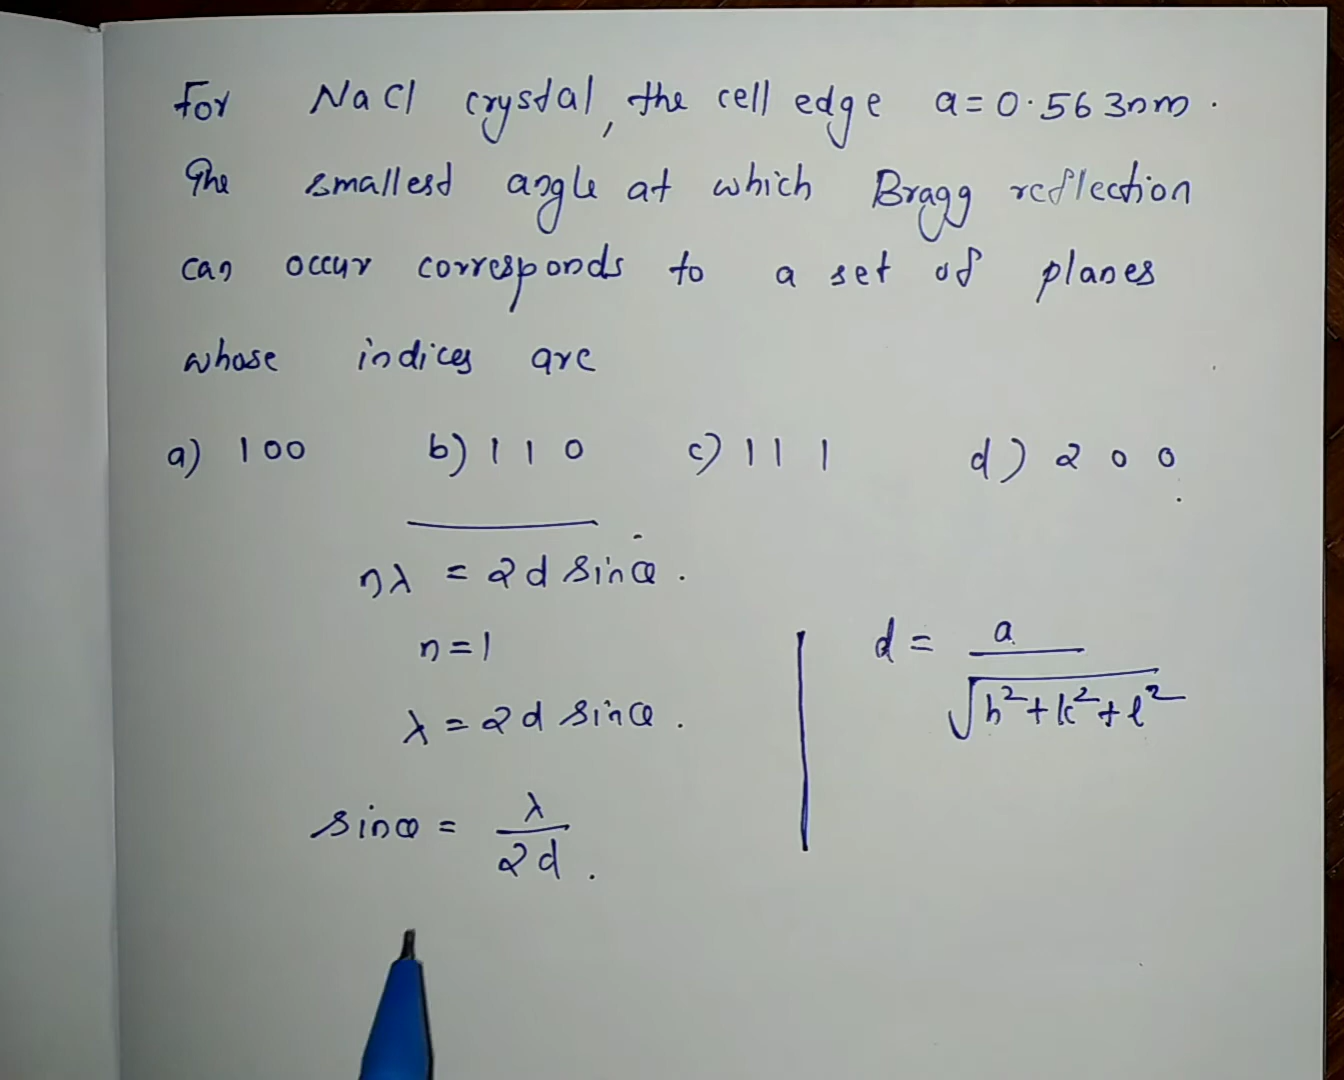 For NaCl crystal, the cell edge a = 0.563nm.
The smallest angle at which Bragg reflection
can occur corresponds to a set of planes
whose indices are
a) 100 b) 110 c) 111 d) 200
nλ = 2d sinθ.
n=1
λ = 2d sinθ.
sinθ = λ/2d.
d = a/√h²+k²+l²